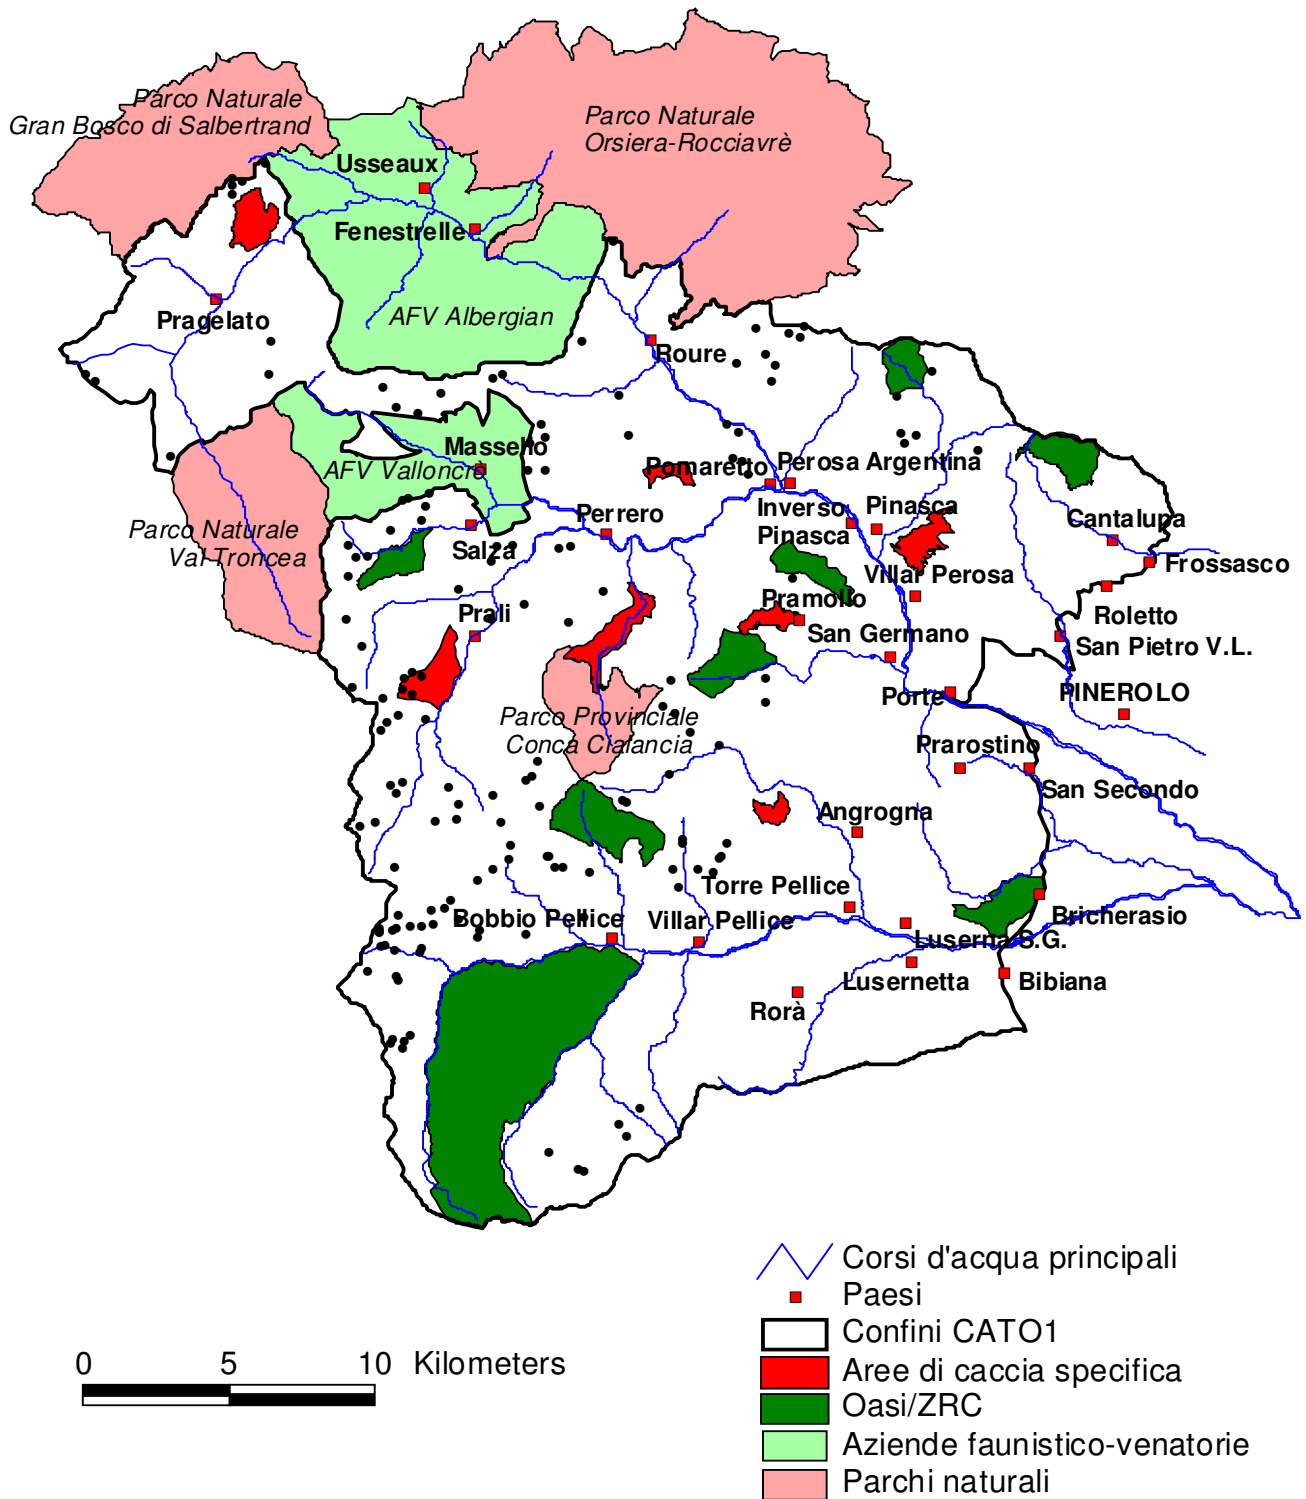 Parco Naturale
Gran Bosco di Salbertrand
Parco Naturale
Orsiera-Rocciavrè
Usseaux
Fenestrelle
AFV Albergian
Pragelato
Roure
Massello
AFV Valloncrò
Pomaretto
Perosa Argentina
Parco Naturale
Val Troncea
Salza
Perrero
Inverso
Pinasca
Pinasca
Cantalupa
Frossasco
Villar Perosa
Roletto
Prali
Pramollo
San Germano
San Pietro V.L.
PINEROLO
Porte
Parco Provinciale
Conca Cialancia
Prarostino
San Secondo
Angrogna
Torre Pellice
Bobbio Pellice
Villar Pellice
Bricherasio
Luserna S.G.
Lusernetta
Bibiana
Rorà
Corsi d'acqua principali
Paesi
Confini CATO1
Aree di caccia specifica
Oasi/ZRC
Aziende faunistico-venatorie
Parchi naturali
0 5 10 Kilometers